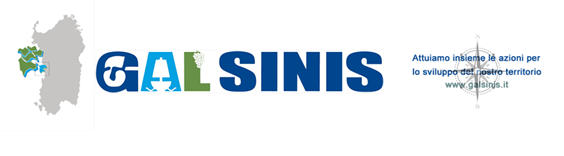 GAL SINIS
Attuiamo insieme le azioni per
lo sviluppo del nostro territorio
www.galsinis.it